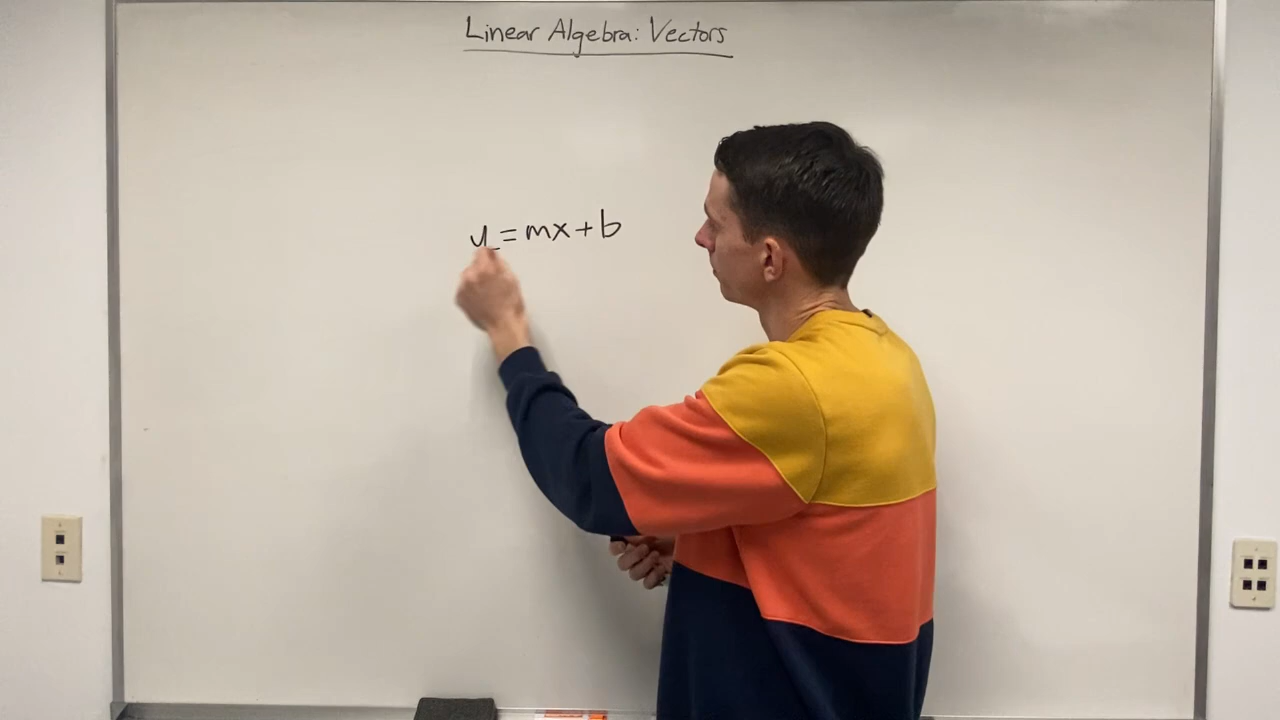 Linear Algebra: Vectors
y = mx + b